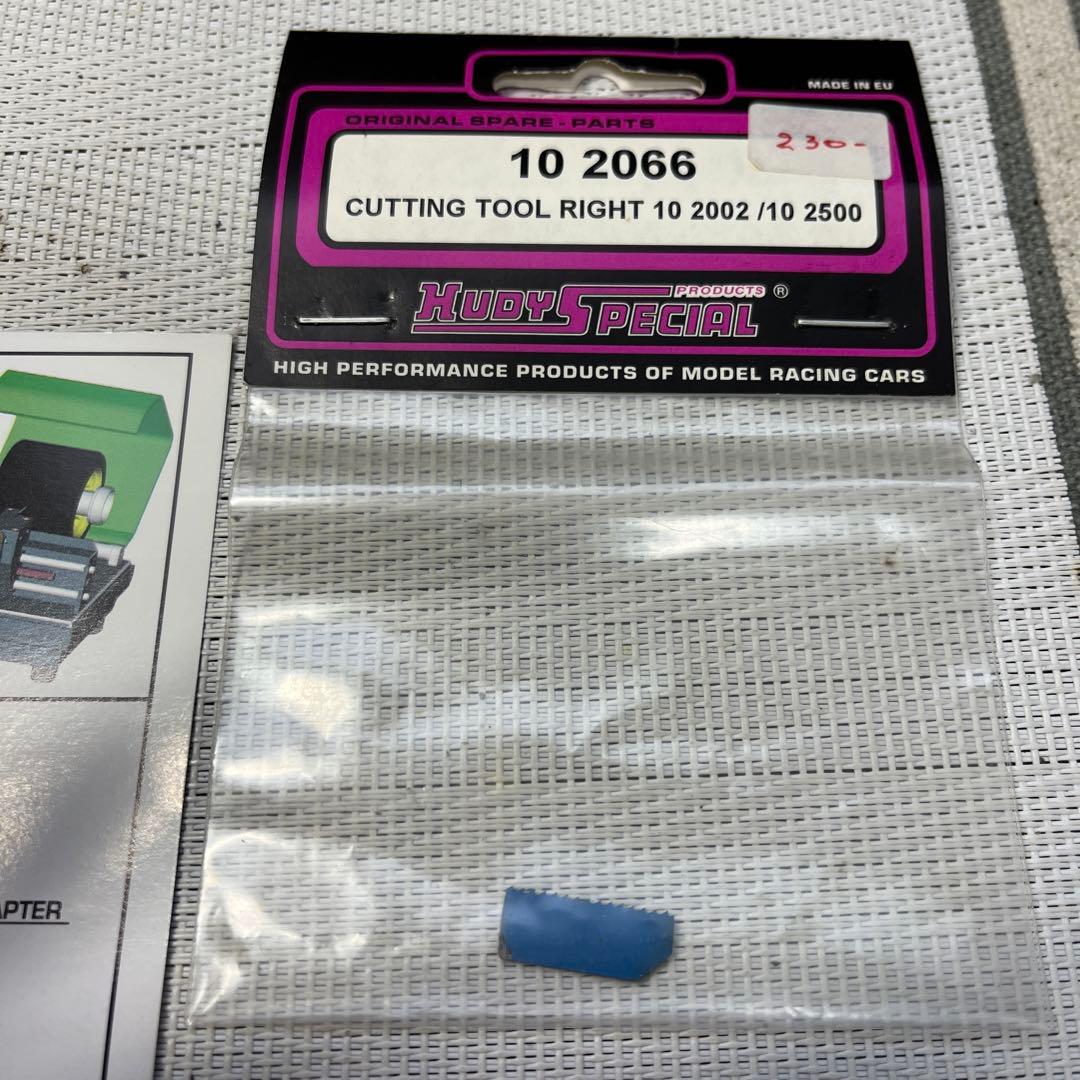 MADE IN EU
ORIGINAL SPARE-PARTS
230-
10 2066
CUTTING TOOL RIGHT 10 2002 /10 2500
HUDY SPECIAL PRODUCTS ®
HIGH PERFORMANCE PRODUCTS OF MODEL RACING CARS
APTER